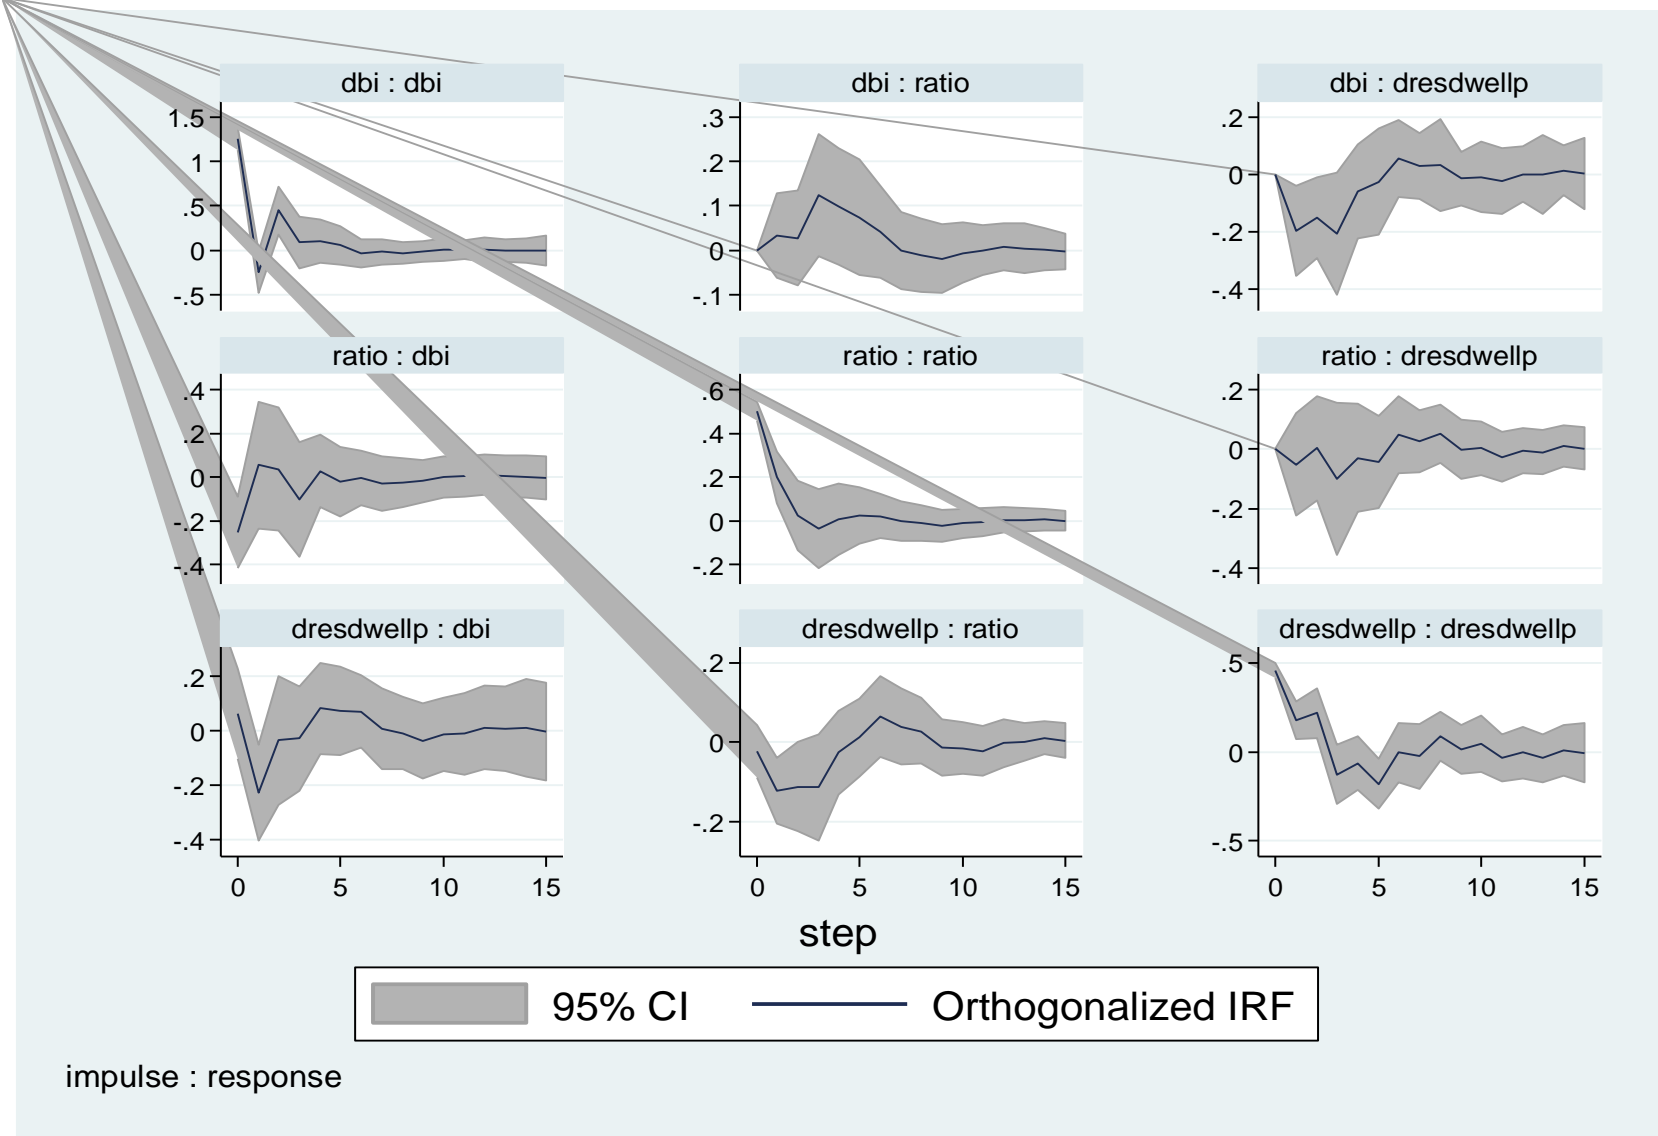 dbi : dbi
dbi : ratio
dbi : dresdwellp
1.5
1
.5
0
-.5
.3
.2
.1
0
-.1
.2
0
-.2
-.4
ratio : dbi
ratio : ratio
ratio : dresdwellp
.4
.2
0
-.2
-.4
.6
.4
.2
0
-.2
.2
0
-.2
-.4
dresdwellp : dbi
dresdwellp : ratio
dresdwellp : dresdwellp
.2
0
-.2
-.4
.2
0
-.2
.5
0
-.5
0 5 10 15
0 5 10 15
0 5 10 15
step
95% CI
Orthogonalized IRF
impulse : response